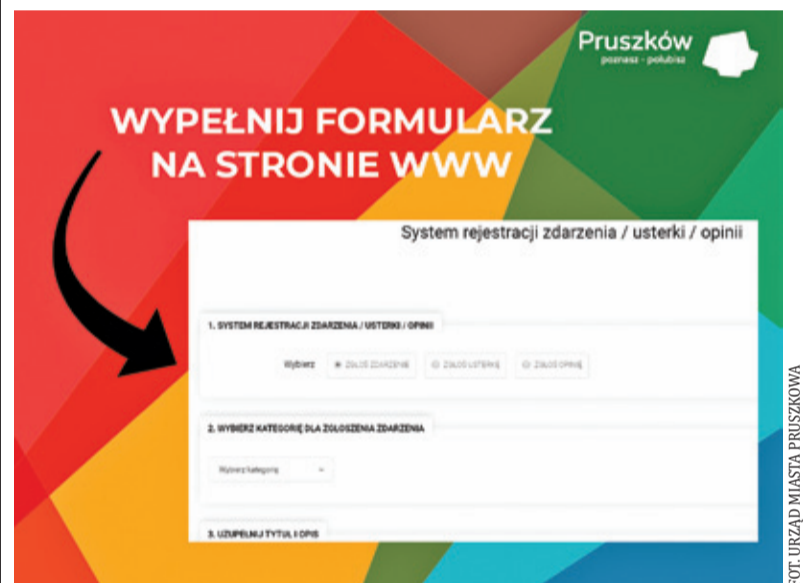 Pruszków
poznasz - polubisz
WYPEŁNIJ FORMULARZ
NA STRONIE WWW
System rejestracji zdarzenia / usterki / opinii
1. SYSTEM REJESTRACJI ZDARZENIA / USTERKI / OPINII
Wybierz ZGŁOŚ ZDARZENIE ZGŁOŚ USTERKĘ ZGŁOŚ OPINIĘ
2. WYBIERZ KATEGORIĘ DLA ZGŁOSZENIA ZDARZENIA
Wybierz kategorię
3. UZUPEŁNIJ TYTUŁ I OPIS
FOT. URZĄD MIASTA PRUSZKOWA